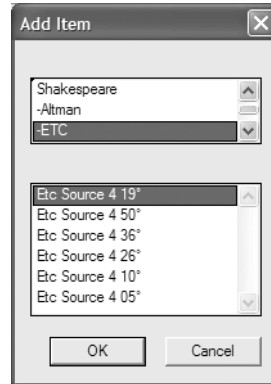 Add Item
Shakespeare
-Altman
-ETC
Etc Source 4 19°
Etc Source 4 50°
Etc Source 4 36°
Etc Source 4 26°
Etc Source 4 10°
Etc Source 4 05°
OK
Cancel